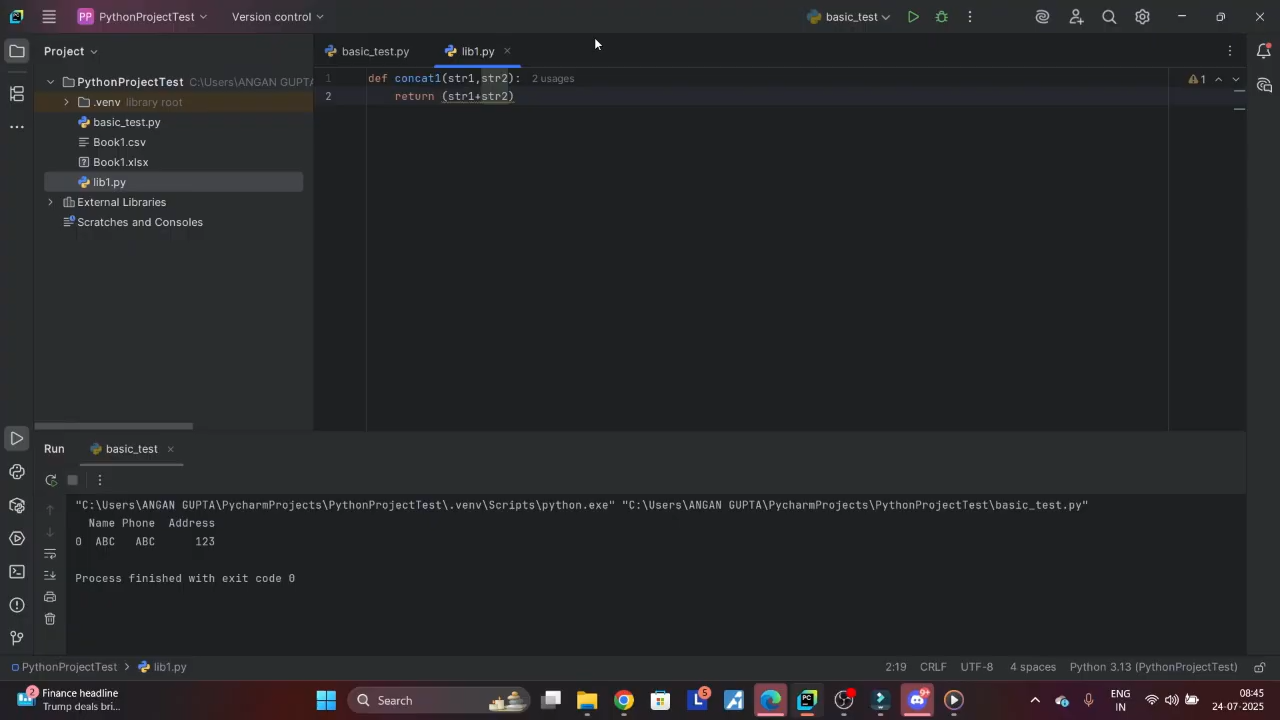 PP PythonProjectTest Version control basic_test
Project
basic_test.py lib1.py
PythonProjectTest C:\Users\ANGAN GUPTA
.venv library root
basic_test.py
Book1.csv
Book1.xlsx
lib1.py
External Libraries
Scratches and Consoles
1 def concat1(str1,str2): 2 usages
2 return (str1+str2)
1
Run basic_test
"C:\Users\ANGAN GUPTA\PycharmProjects\PythonProjectTest\.venv\Scripts\python.exe" "C:\Users\ANGAN GUPTA\PycharmProjects\PythonProjectTest\basic_test.py"
Name Phone Address
0 ABC ABC 123
Process finished with exit code 0
PythonProjectTest > lib1.py 2:19 CRLF UTF-8 4 spaces Python 3.13 (PythonProjectTest)
2 Finance headline
Trump deals bri...
Search
L 5
PC
9+
ENG
IN
08:45
24-07-2025